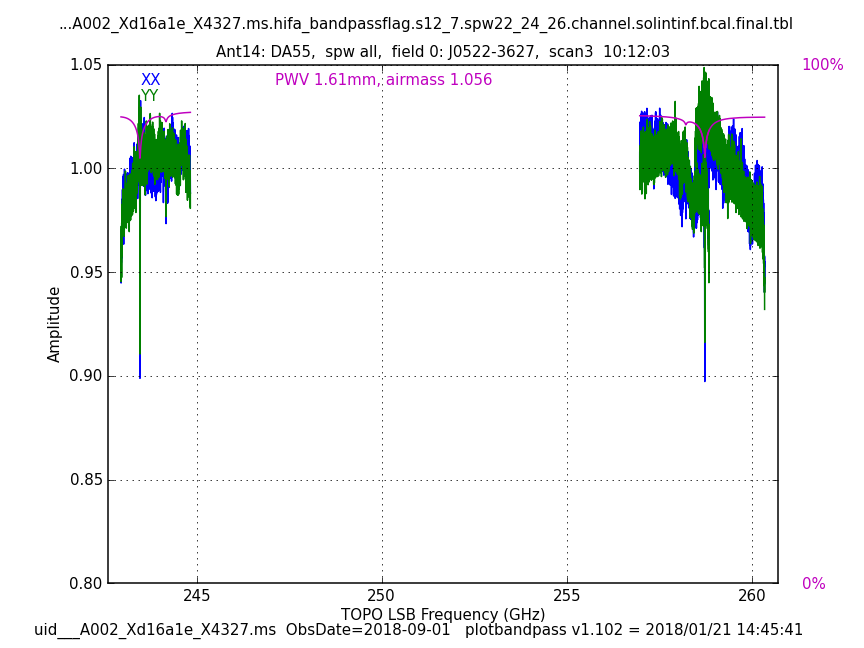 ...A002_Xd16a1e_X4327.ms.hifa_bandpassflag.s12_7.spw22_24_26.channel.solintinf.bcal.final.tbl
Ant14: DA55,  spw all,  field 0: J0522-3627,  scan3  10:12:03
1.05
XX
PWV 1.61mm, airmass 1.056
100%
YY
1.00
0.95
Amplitude
0.90
0.85
0.80
0%
245
250
255
260
TOPO LSB Frequency (GHz)
uid___A002_Xd16a1e_X4327.ms  ObsDate=2018-09-01   plotbandpass v1.102 = 2018/01/21 14:45:41